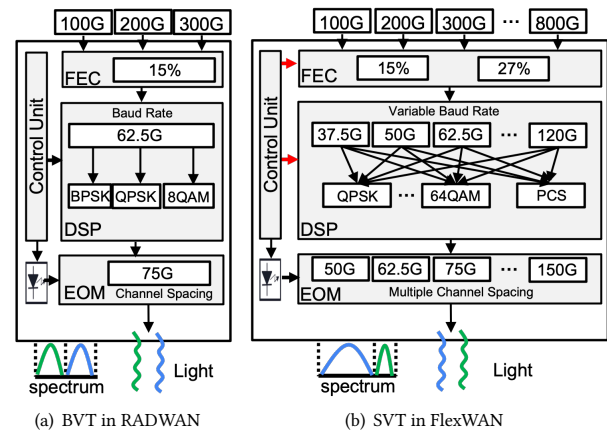 100G 200G 300G
Control Unit
15%
FEC
Baud Rate
62.5G
BPSK QPSK 8QAM
DSP
75G
EOM Channel Spacing
spectrum Light
(a) BVT in RADWAN
100G 200G 300G ... 800G
Control Unit
15% 27%
FEC
Variable Baud Rate
37.5G 50G 62.5G ... 120G
QPSK ... 64QAM PCS
DSP
50G 62.5G 75G ... 150G
EOM Multiple Channel Spacing
spectrum Light
(b) SVT in FlexWAN